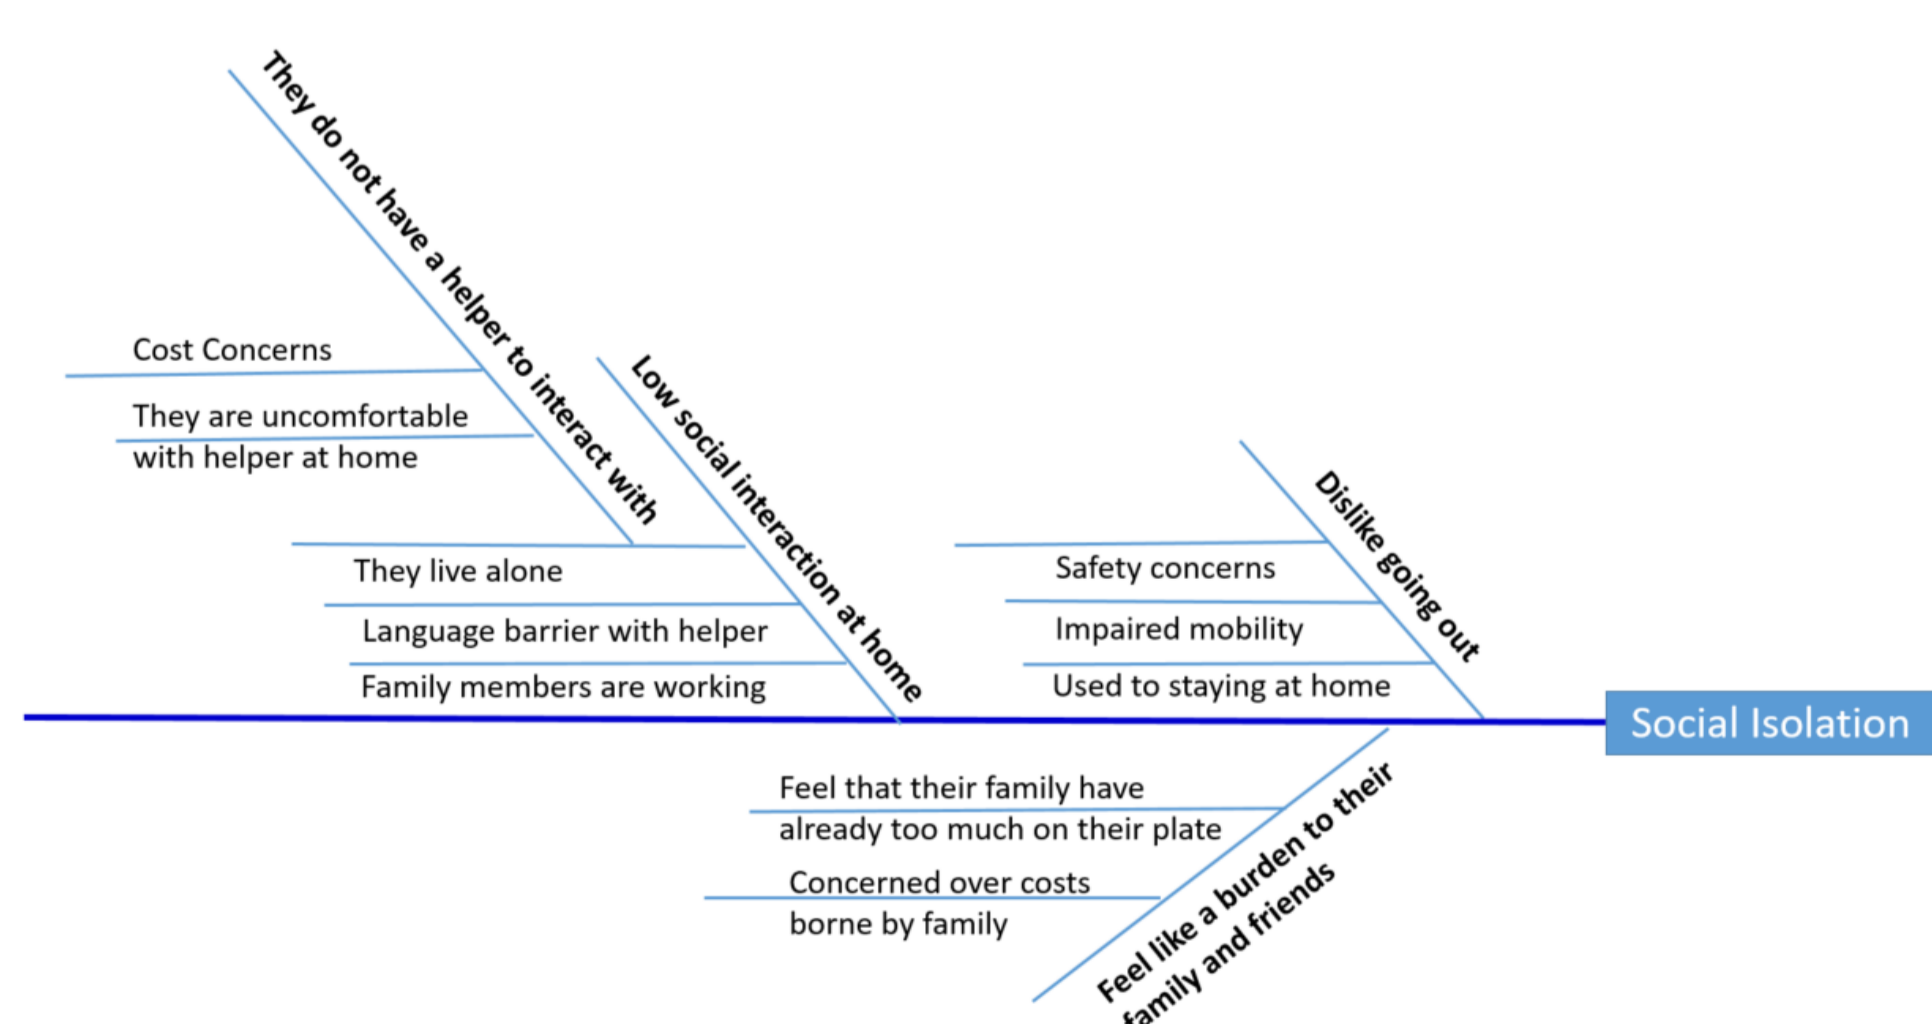 They do not have a helper to interact with
Cost Concerns
They are uncomfortable
with helper at home
Low social interaction at home
They live alone
Language barrier with helper
Family members are working
Dislike going out
Safety concerns
Impaired mobility
Used to staying at home
Social Isolation
Feel that their family have
already too much on their plate
Concerned over costs
borne by family
Feel like a burden to their
family and friends